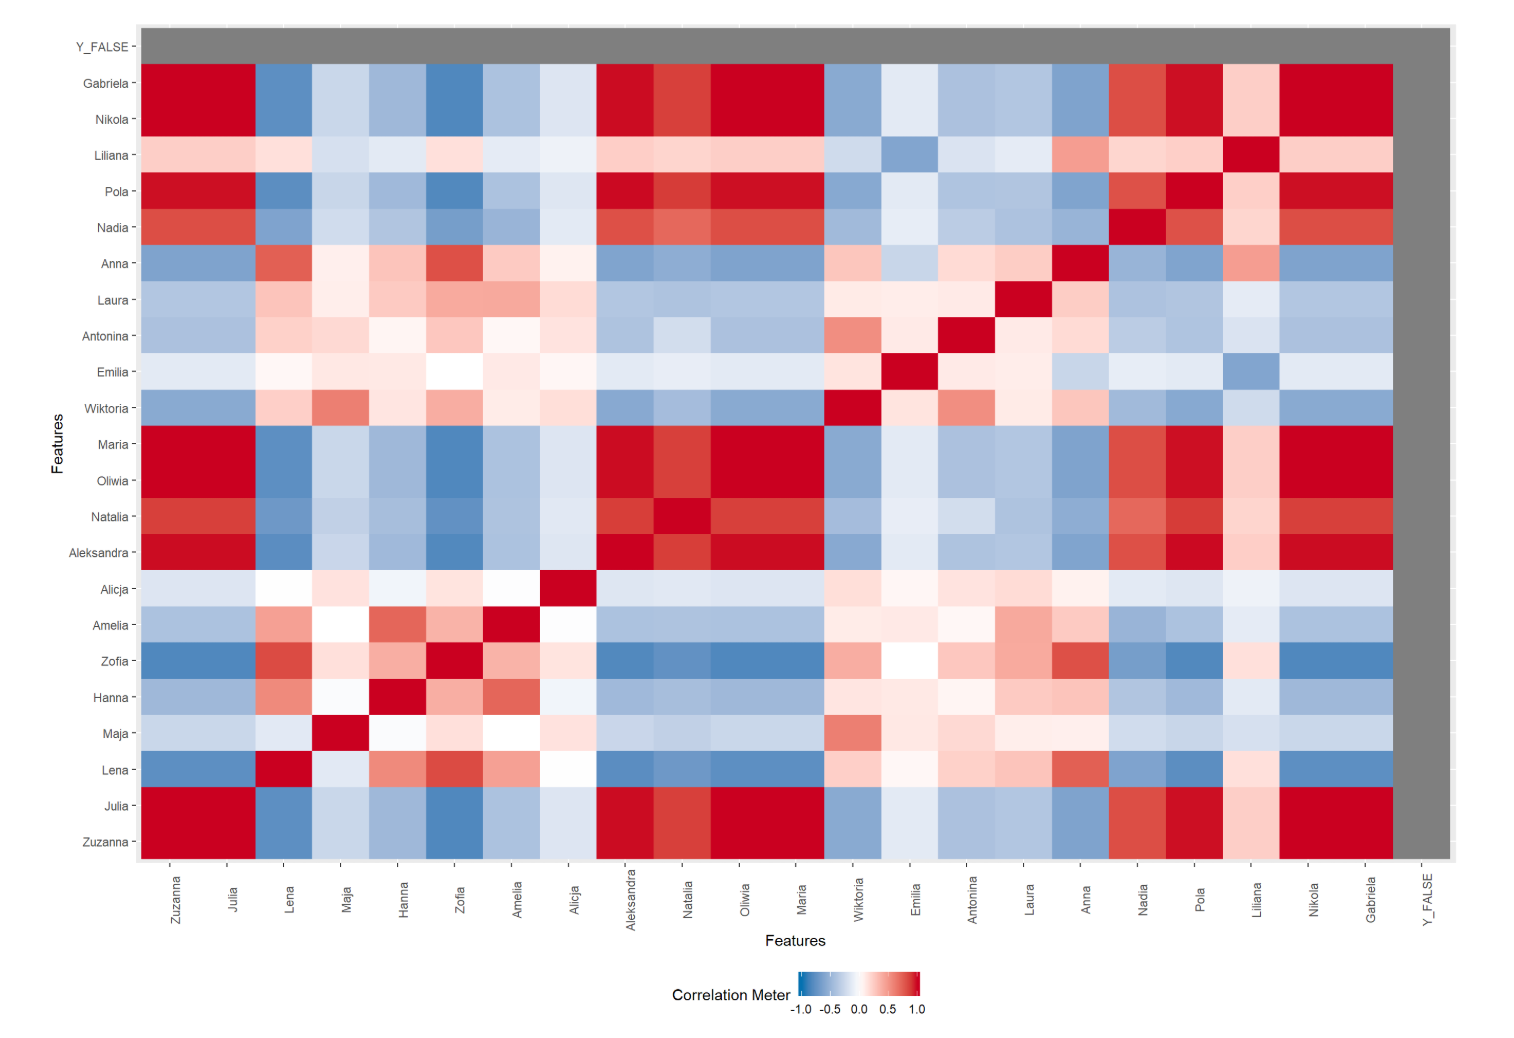 Y_FALSE
Gabriela
Nikola
Liliana
Pola
Nadia
Anna
Laura
Antonina
Emilia
Wiktoria
Maria
Oliwia
Natalia
Aleksandra
Alicja
Amelia
Zofia
Hanna
Maja
Lena
Julia
Zuzanna
Features
Zuzanna Julia Lena Maja Hanna Zofia Amelia Alicja Aleksandra Natalia Oliwia Maria Wiktoria Emilia Antonina Laura Anna Nadia Pola Liliana Nikola Gabriela Y_FALSE
Features
Correlation Meter
-1.0 -0.5 0.0 0.5 1.0